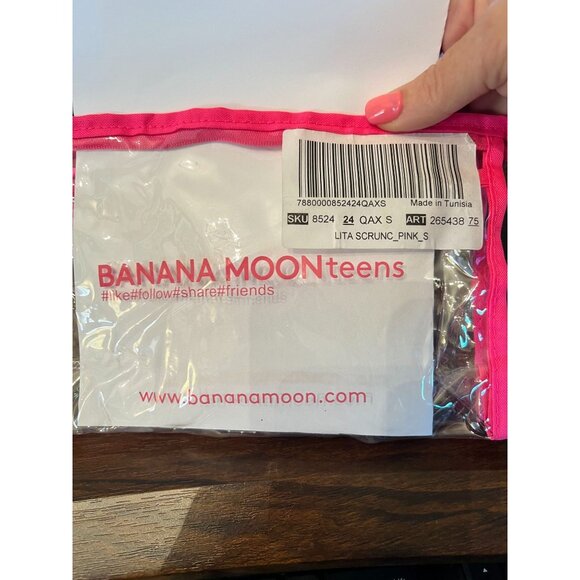 7880000852424QAXS Made in Tunisia
SKU 8524 24 QAX S ART 265438 75
LITA SCRUNC_PINK_S
BANANA MOONteens
#like#follow#share#friends
www.bananamoon.com